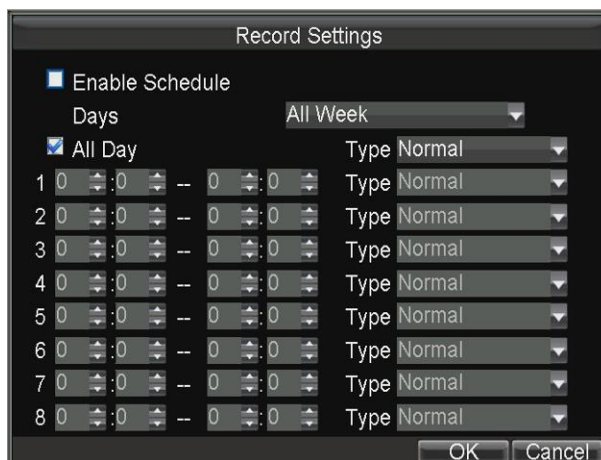 Record Settings
Enable Schedule
Days All Week
All Day Type Normal
1 0 :0 -- 0 :0 Type Normal
2 0 :0 -- 0 :0 Type Normal
3 0 :0 -- 0 :0 Type Normal
4 0 :0 -- 0 :0 Type Normal
5 0 :0 -- 0 :0 Type Normal
6 0 :0 -- 0 :0 Type Normal
7 0 :0 -- 0 :0 Type Normal
8 0 :0 -- 0 :0 Type Normal
OK Cancel